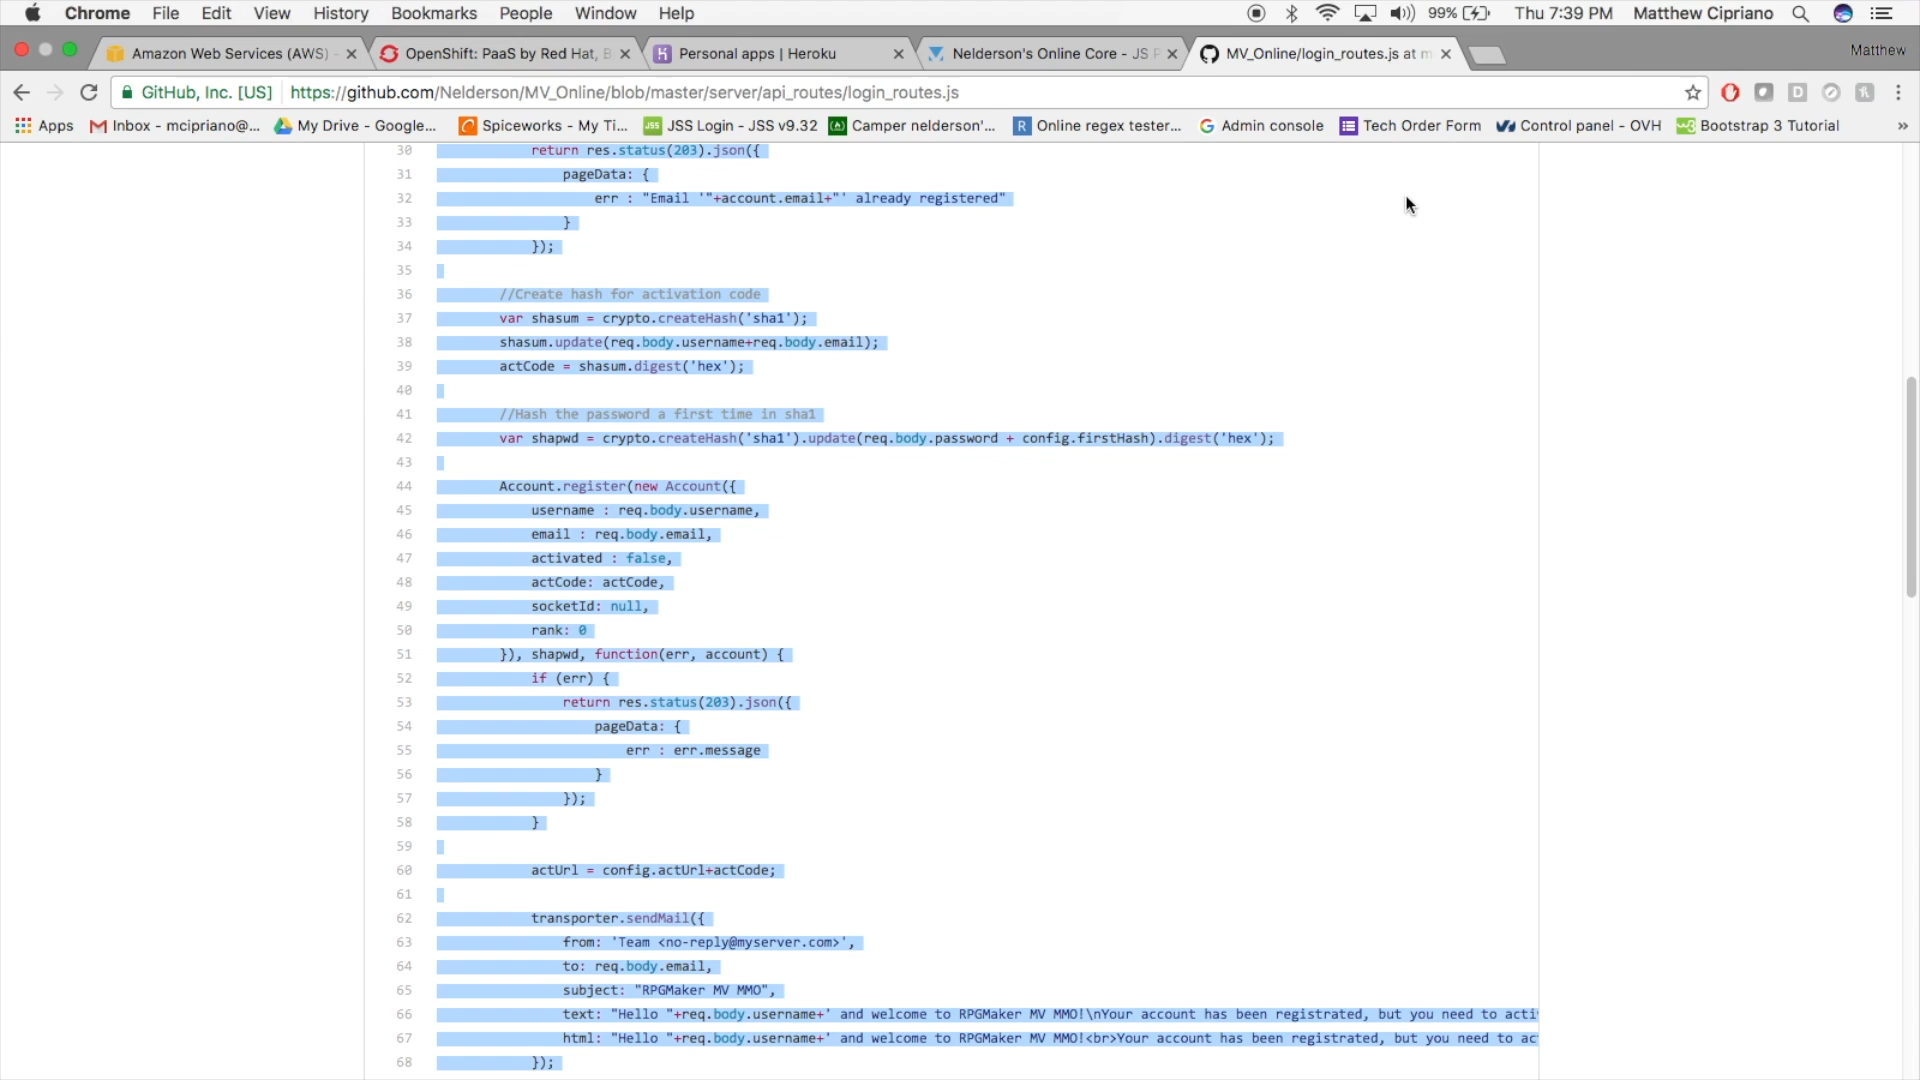 Chrome File Edit View History Bookmarks People Window Help 99% Thu 7:39 PM Matthew Cipriano
Amazon Web Services (AWS) - OpenShift: PaaS by Red Hat, B Personal apps | Heroku Nelderson's Online Core - JS P MV_Online/login_routes.js at m Matthew
GitHub, Inc. [US] https://github.com/Nelderson/MV_Online/blob/master/server/api_routes/login_routes.js
Apps Inbox - mcipriano@... My Drive - Google... Spiceworks - My Ti... JSS Login - JSS v9.32 Camper nelderson'... Online regex tester... Admin console Tech Order Form Control panel - OVH Bootstrap 3 Tutorial »
30 return res.status(203).json({
31 pageData: {
32 err : "Email '"+account.email+"' already registered"
33 }
34 });
35
36 //Create hash for activation code
37 var shasum = crypto.createHash('sha1');
38 shasum.update(req.body.username+req.body.email);
39 actCode = shasum.digest('hex');
40
41 //Hash the password a first time in sha1
42 var shapwd = crypto.createHash('sha1').update(req.body.password + config.firstHash).digest('hex');
43
44 Account.register(new Account({
45 username : req.body.username,
46 email : req.body.email,
47 activated : false,
48 actCode: actCode,
49 socketId: null,
50 rank: 0
51 }), shapwd, function(err, account) {
52 if (err) {
53 return res.status(203).json({
54 pageData: {
55 err : err.message
56 }
57 });
58 }
59
60 actUrl = config.actUrl+actCode;
61
62 transporter.sendMail({
63 from: 'Team <no-reply@myserver.com>',
64 to: req.body.email,
65 subject: "RPGMaker MV MMO",
66 text: "Hello "+req.body.username+' and welcome to RPGMaker MV MMO!\nYour account has been registered, but you need to acti
67 html: "Hello "+req.body.username+' and welcome to RPGMaker MV MMO!<br>Your account has been registered, but you need to ac
68 });